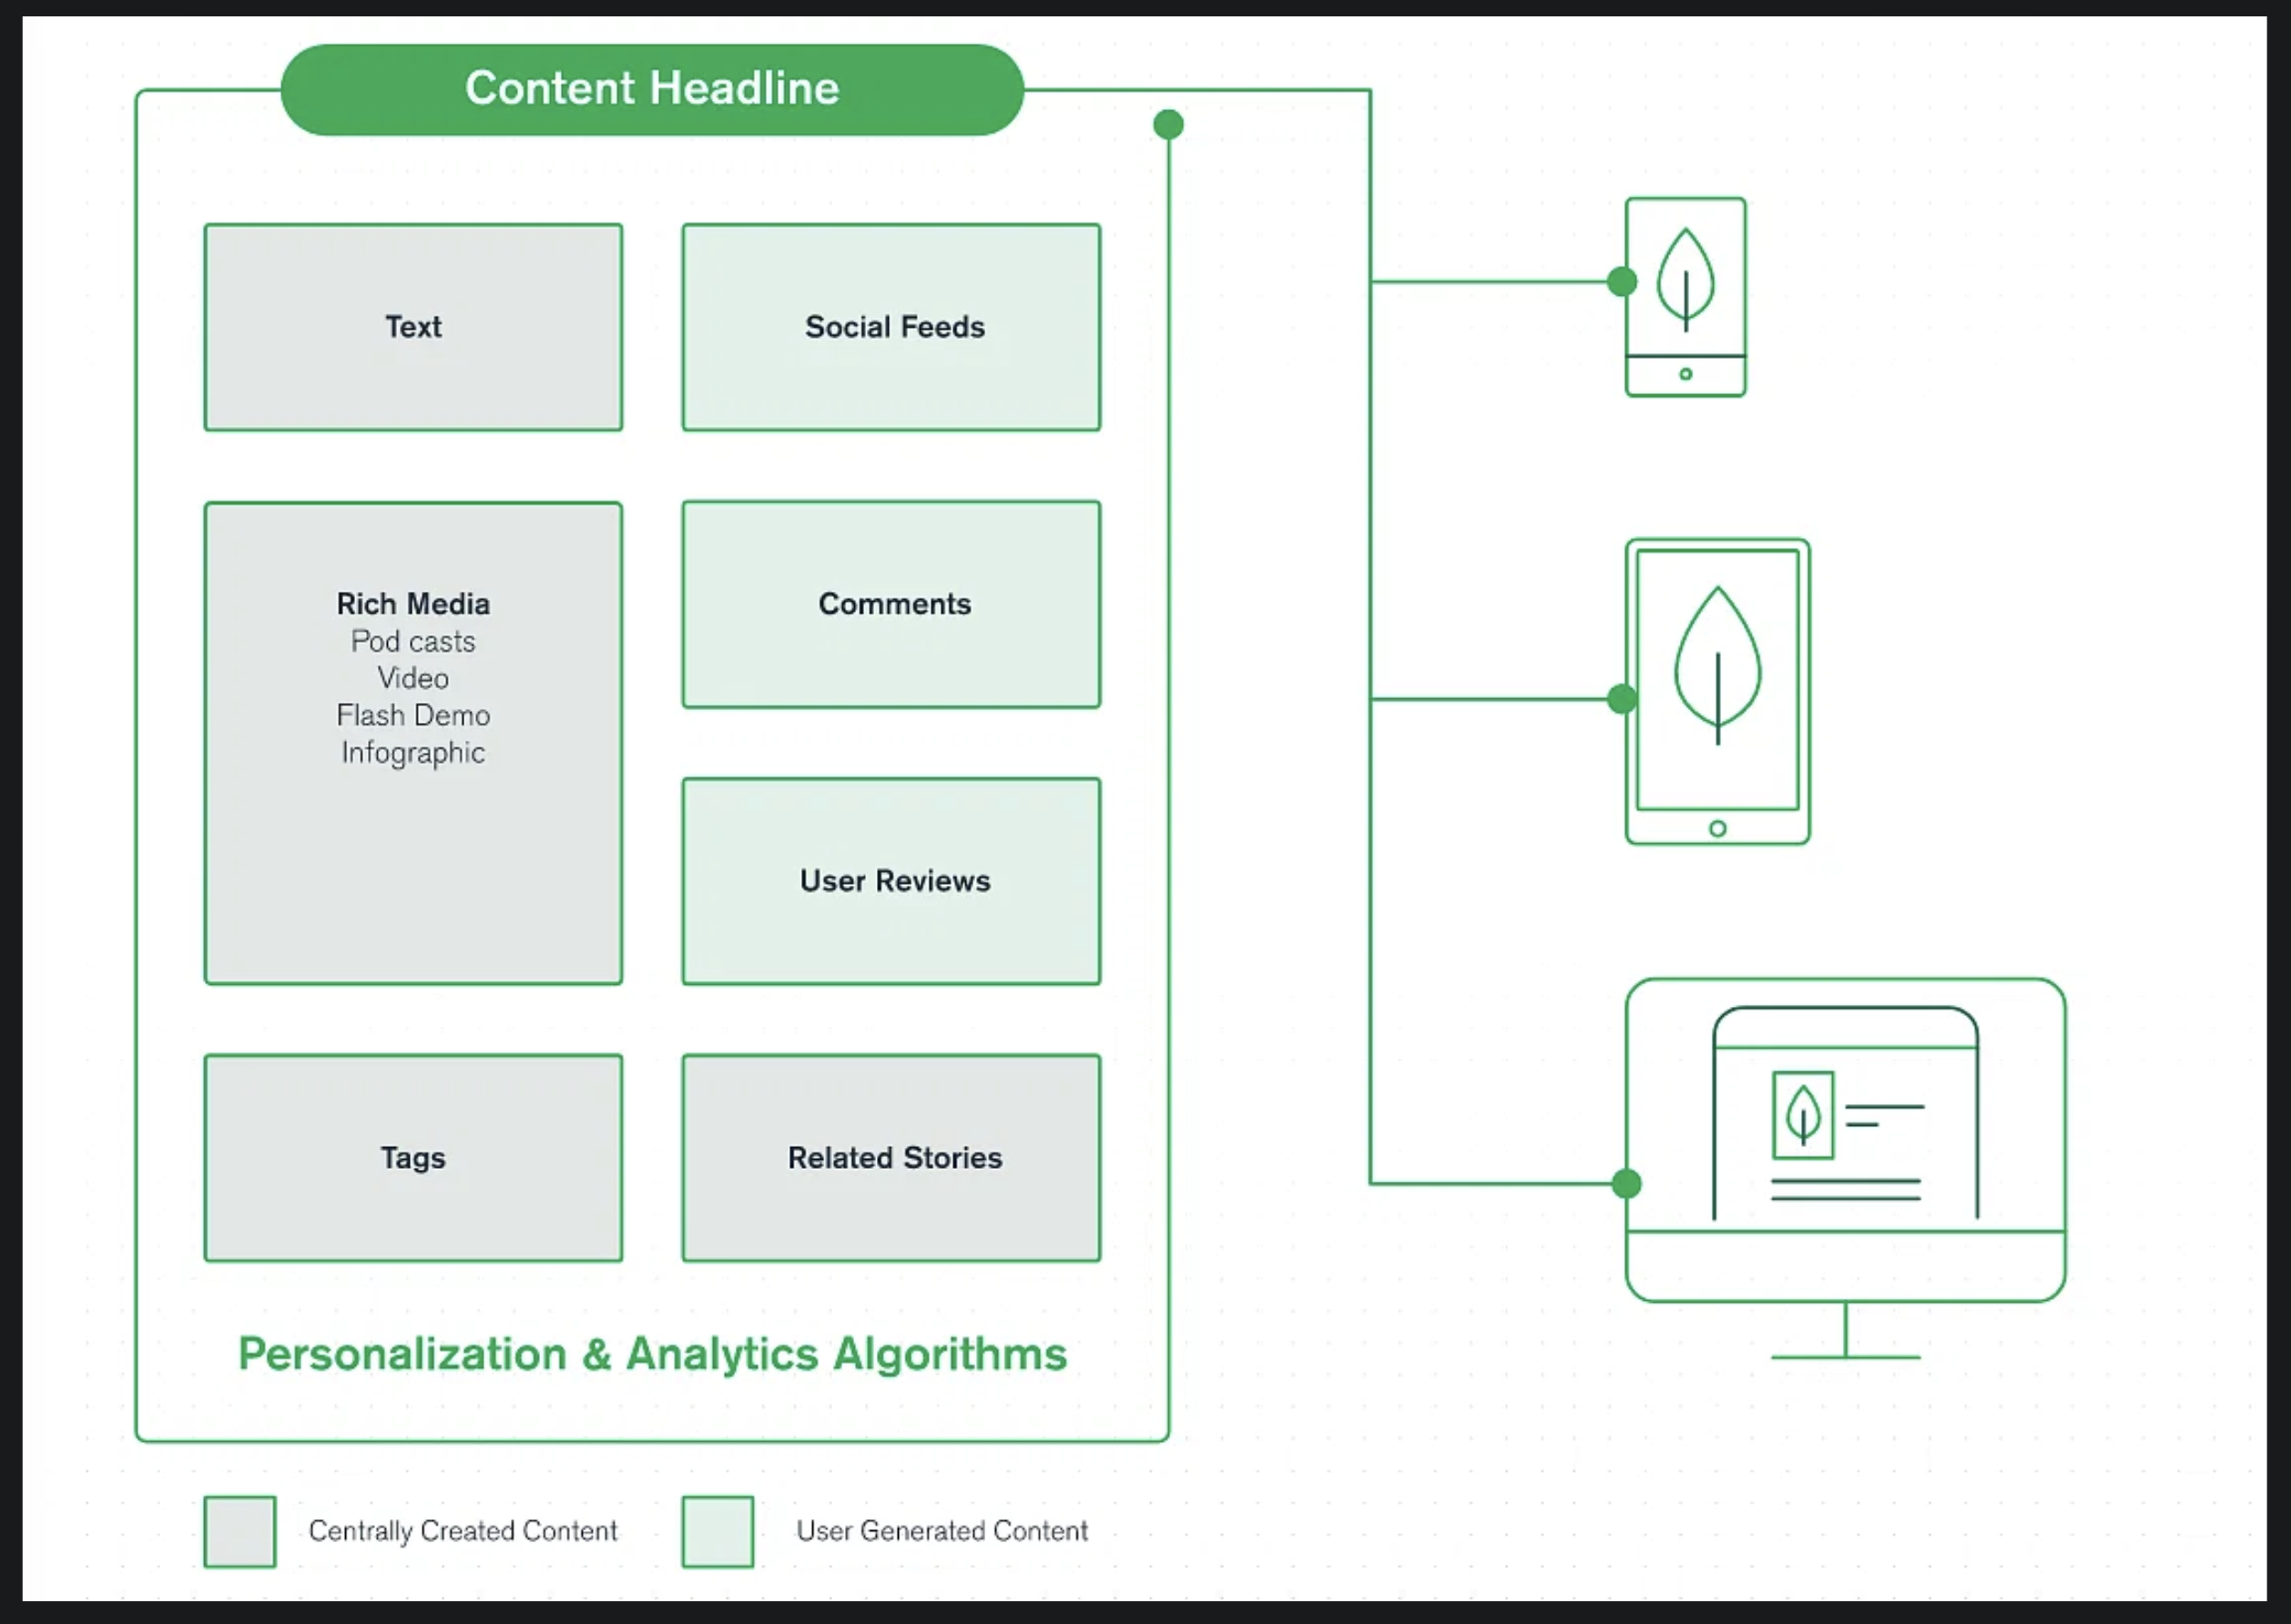 Content Headline
Text
Social Feeds
Rich Media
Pod casts
Video
Flash Demo
Infographic
Comments
User Reviews
Tags
Related Stories
Personalization & Analytics Algorithms
Centrally Created Content
User Generated Content